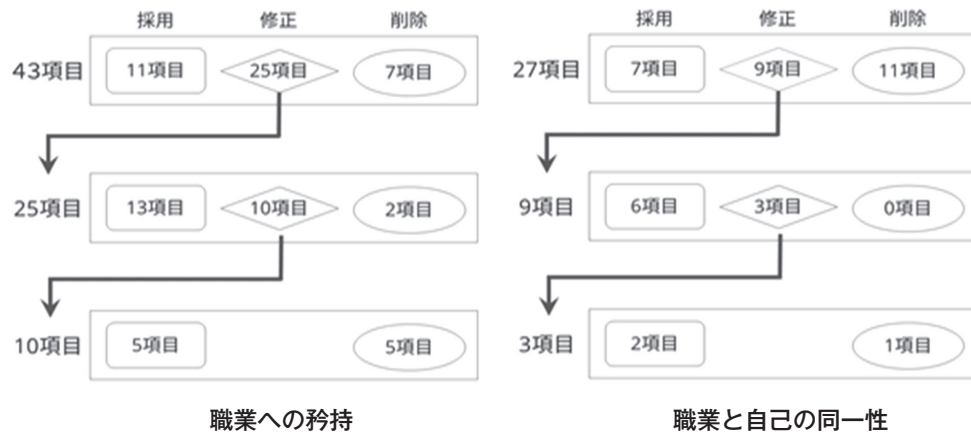 採用 修正 削除
43項目 11項目 25項目 7項目
25項目 13項目 10項目 2項目
10項目 5項目 5項目
職業への矜持
採用 修正 削除
27項目 7項目 9項目 11項目
9項目 6項目 3項目 0項目
3項目 2項目 1項目
職業と自己の同一性